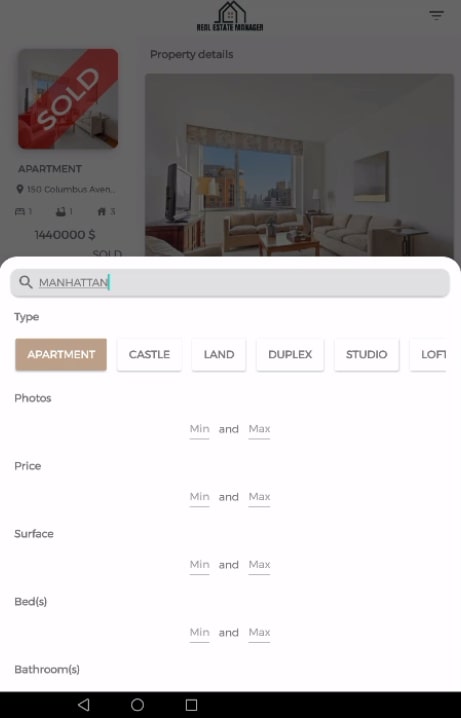 REAL ESTATE MANAGER
Property details
SOLD
APARTMENT
150 Columbus Aven...
1 1 3
1440000 $
SOLD
MANHATTAN
Type
APARTMENT CASTLE LAND DUPLEX STUDIO LOFT
Photos
Min and Max
Price
Min and Max
Surface
Min and Max
Bed(s)
Min and Max
Bathroom(s)